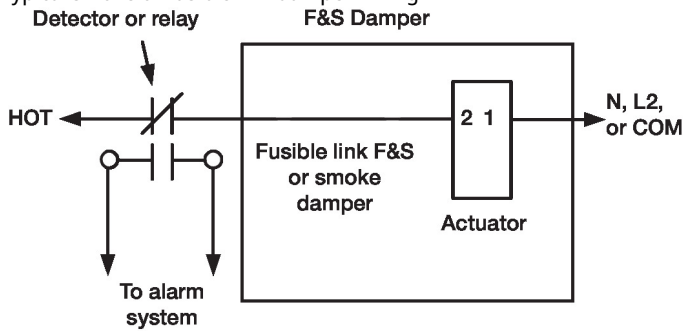 Detector or relay
F&S Damper
HOT
2 1
N, L2,
or COM
Fusible link F&S
or smoke
damper
Actuator
To alarm
system